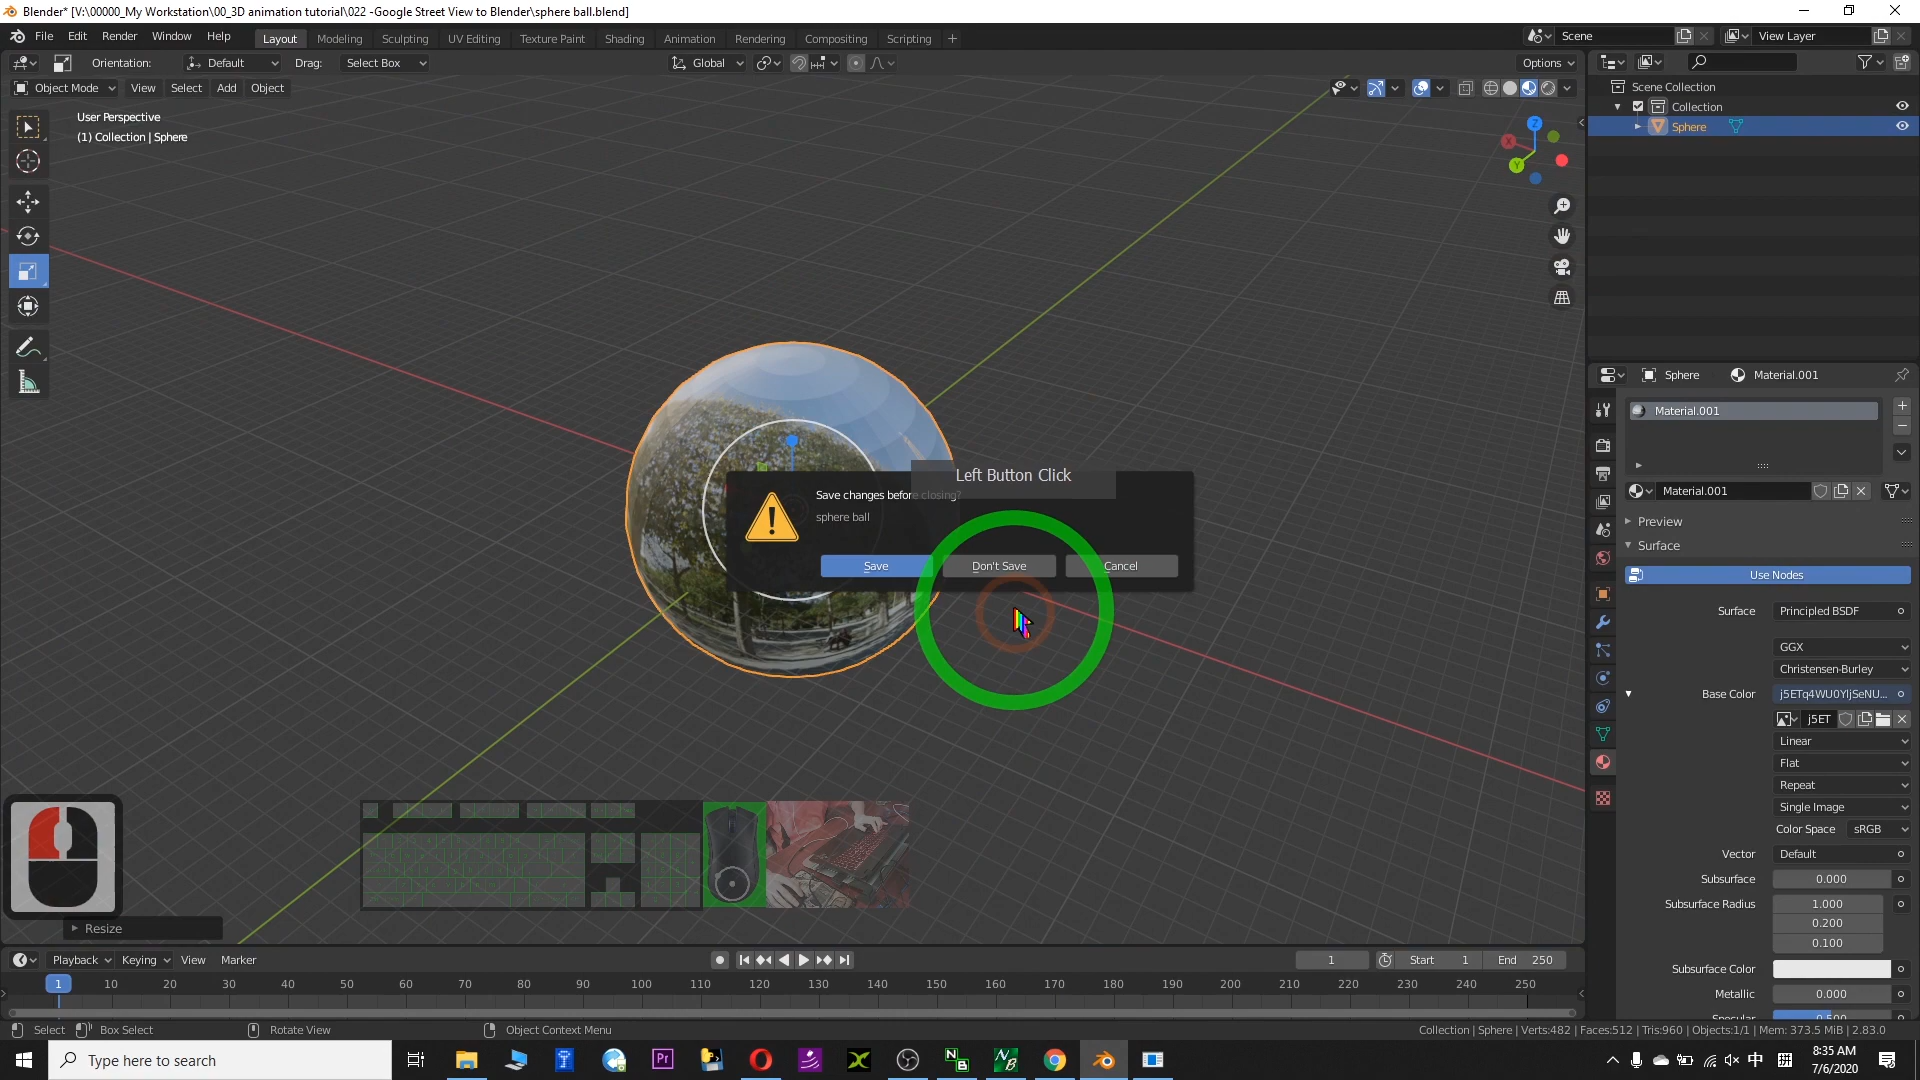 Blender* [V:\00000_My Workstation\00_3D animation tutorial\022 -Google Street View to Blender\sphere ball.blend]
File Edit Render Window Help Layout Modeling Sculpting UV Editing Texture Paint Shading Animation Rendering Compositing Scripting + Scene View Layer
Orientation: Default Drag: Select Box Global Options
Object Mode View Select Add Object
User Perspective
(1) Collection | Sphere
Z
X
Y
Scene Collection
Collection
Sphere
Left Button Click
Save changes before closing?
sphere ball
Save Don't Save Cancel
Sphere Material.001
Material.001
Material.001
Preview
Surface
Use Nodes
Surface Principled BSDF
GGX
Christensen-Burley
Base Color j5ETq4WU0YljSeNU...
j5ET
Linear
Flat
Repeat
Single Image
Color Space sRGB
Vector Default
Subsurface 0.000
Subsurface Radius 1.000
0.200
0.100
Subsurface Color
Metallic 0.000
Specular 0.500
Resize
Playback Keying View Marker 1 Start 1 End 250
1 10 20 30 40 50 60 70 80 90 100 110 120 130 140 150 160 170 180 190 200 210 220 230 240 250
Select Box Select Rotate View Object Context Menu Collection | Sphere | Verts:482 | Faces:512 | Tris:960 | Objects:1/1 | Mem: 373.5 MiB | 2.83.0
Type here to search
Pr
N
B
N
B
中
拼
8:35 AM
7/6/2020